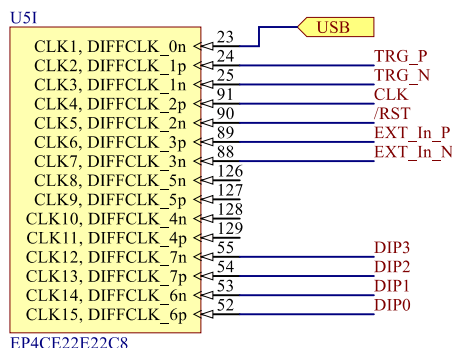 U5I
CLK1, DIFFCLK_0n 23 USB
CLK2, DIFFCLK_1p 24 TRG_P
CLK3, DIFFCLK_1n 25 TRG_N
CLK4, DIFFCLK_2p 91 CLK
CLK5, DIFFCLK_2n 90 /RST
CLK6, DIFFCLK_3p 89 EXT_In_P
CLK7, DIFFCLK_3n 88 EXT_In_N
CLK8, DIFFCLK_5n 126
CLK9, DIFFCLK_5p 127
CLK10, DIFFCLK_4n 128
CLK11, DIFFCLK_4p 129
CLK12, DIFFCLK_7n 55 DIP3
CLK13, DIFFCLK_7p 54 DIP2
CLK14, DIFFCLK_6n 53 DIP1
CLK15, DIFFCLK_6p 52 DIP0
EP4CE22E22C8